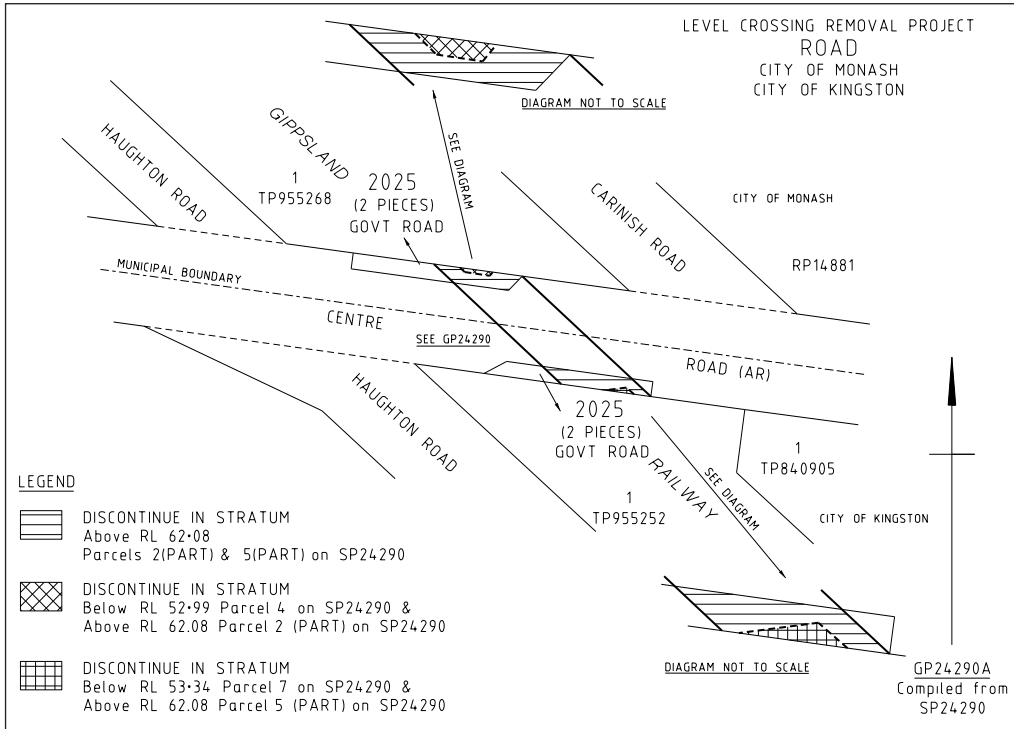 LEVEL CROSSING REMOVAL PROJECT
ROAD
CITY OF MONASH
CITY OF KINGSTON
DIAGRAM NOT TO SCALE
HAUGHTON ROAD
GIPPSLAND
SEE DIAGRAM
1
TP955268
2025
(2 PIECES)
GOVT ROAD
CARINISH ROAD
CITY OF MONASH
RP14881
MUNICIPAL BOUNDARY
CENTRE
SEE GP24290
ROAD (AR)
HAUGHTON ROAD
2025
(2 PIECES)
GOVT ROAD
RAILWAY
1
TP955252
SEE DIAGRAM
1
TP840905
CITY OF KINGSTON
LEGEND
DISCONTINUE IN STRATUM
Above RL 62·08
Parcels 2(PART) & 5(PART) on SP24290
DISCONTINUE IN STRATUM
Below RL 52·99 Parcel 4 on SP24290 &
Above RL 62.08 Parcel 2 (PART) on SP24290
DISCONTINUE IN STRATUM
Below RL 53·34 Parcel 7 on SP24290 &
Above RL 62.08 Parcel 5 (PART) on SP24290
DIAGRAM NOT TO SCALE
GP24290A
Compiled from
SP24290